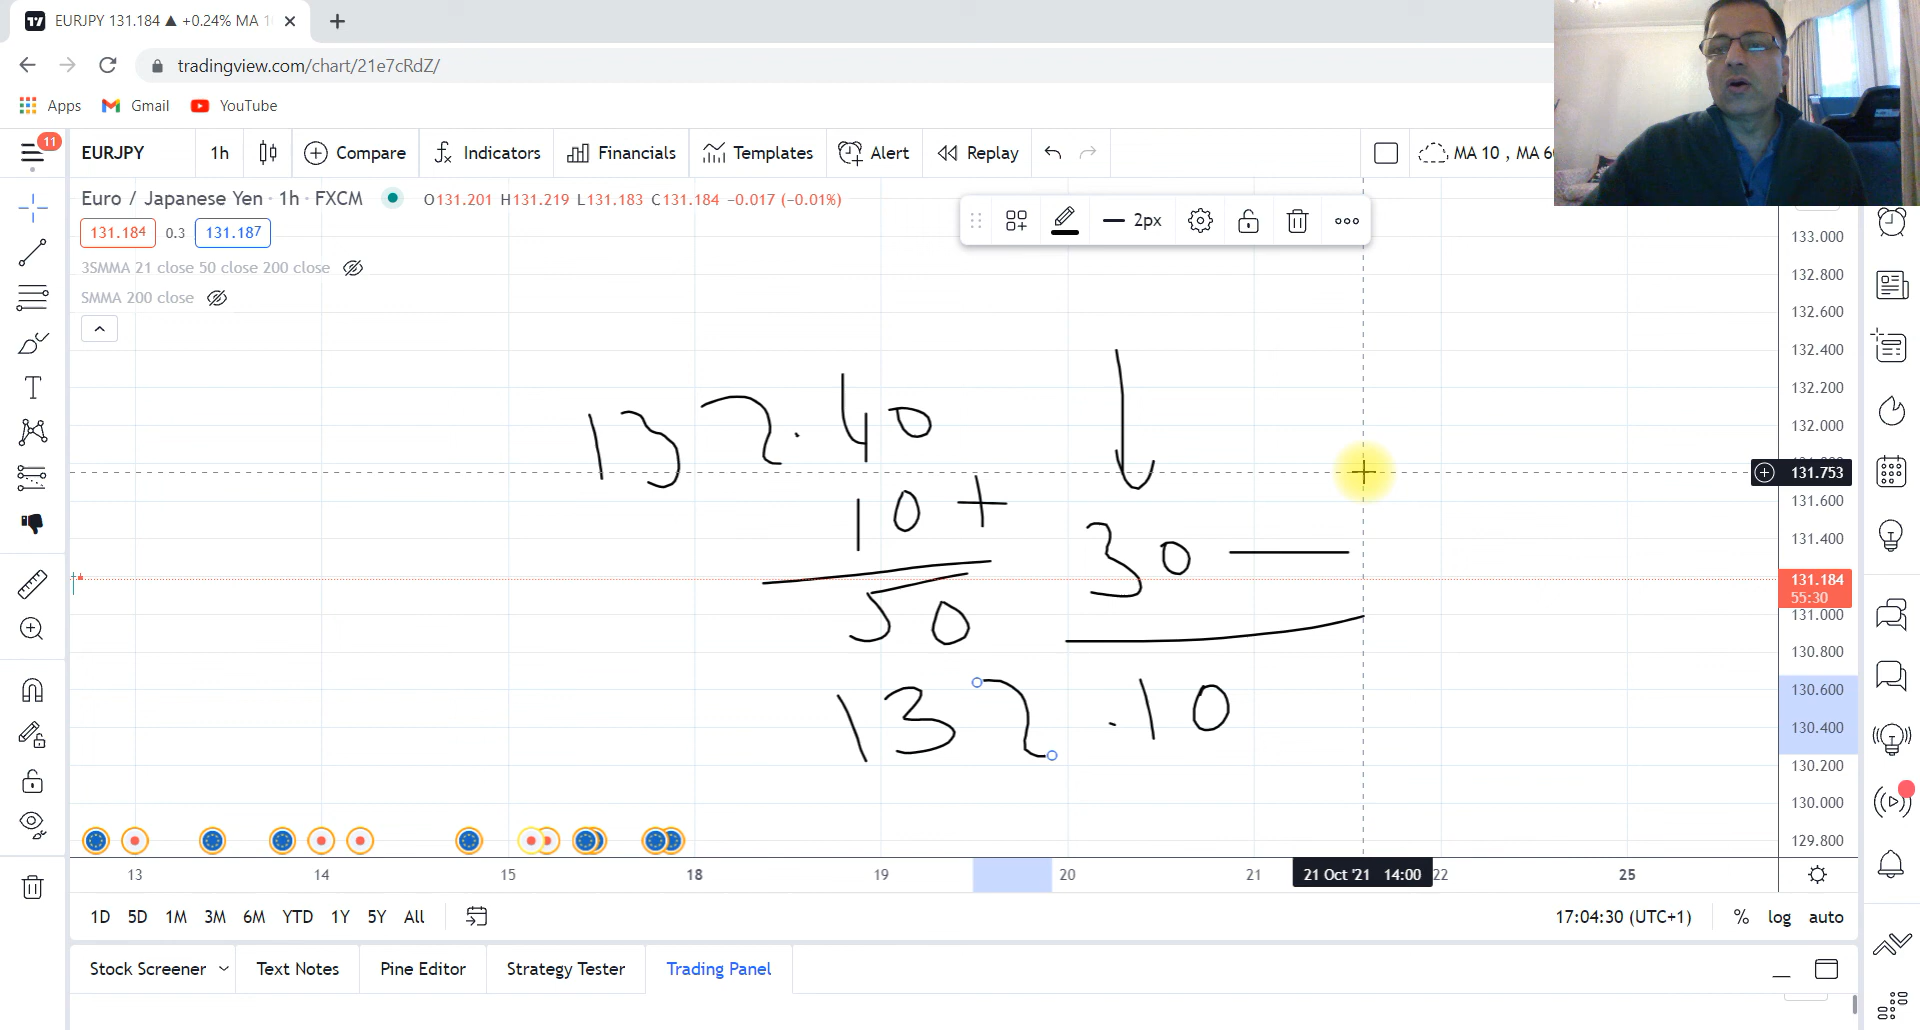 EURJPY 131.184 ▲ +0.24% MA 1
tradingview.com/chart/21e7cRdZ/
Apps Gmail YouTube
11
EURJPY 1h Compare Indicators Financials Templates Alert Replay MA 10 , MA 60
Euro / Japanese Yen · 1h · FXCM O131.201 H131.219 L131.183 C131.184 −0.017 (−0.01%)
2px
131.184 0.3 131.187
3SMMA 21 close 50 close 200 close
SMMA 200 close
133.000
132.800
132.600
132.400
132.200
132.000
131.753
131.600
131.400
131.184
55:30
131.000
130.800
130.600
130.400
130.200
130.000
129.800
132.40
10 +
50
30 —
132.10
13 14 15 18 19 20 21 21 Oct '21 14:00 22 25
1D 5D 1M 3M 6M YTD 1Y 5Y All 17:04:30 (UTC+1) % log auto
Stock Screener Text Notes Pine Editor Strategy Tester Trading Panel